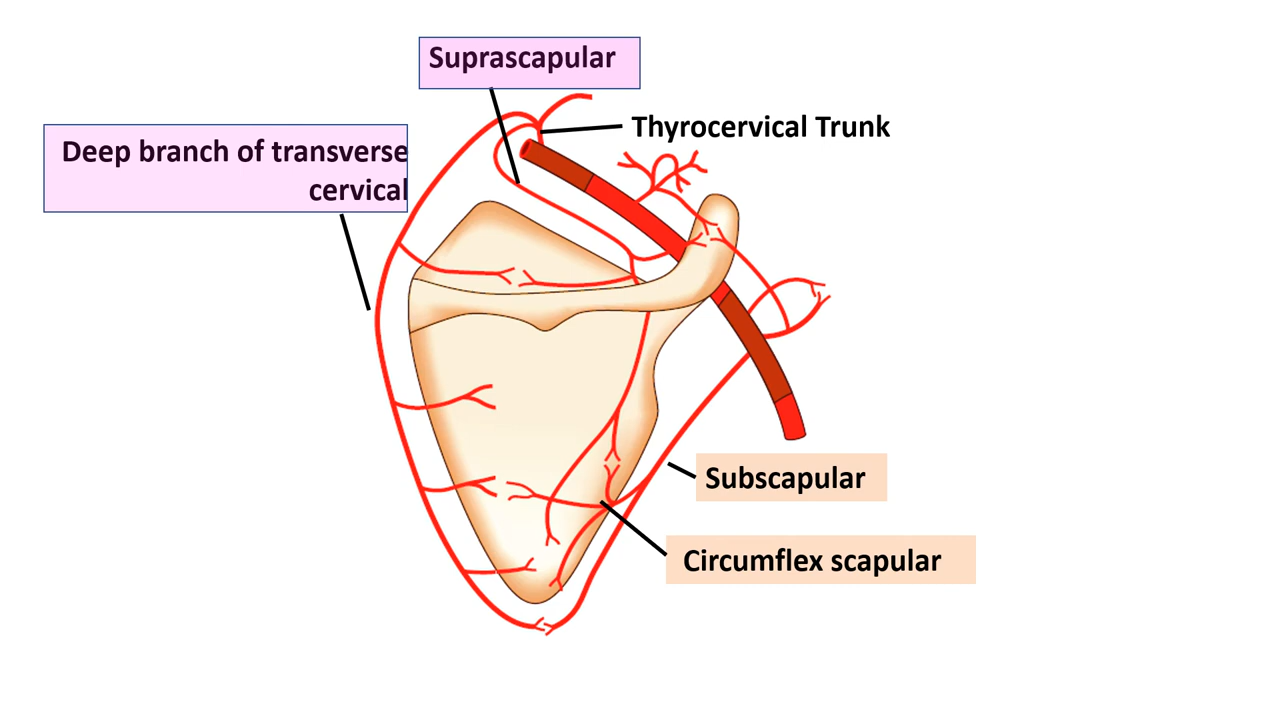 Suprascapular
Thyrocervical Trunk
Deep branch of transverse
cervical
Subscapular
Circumflex scapular